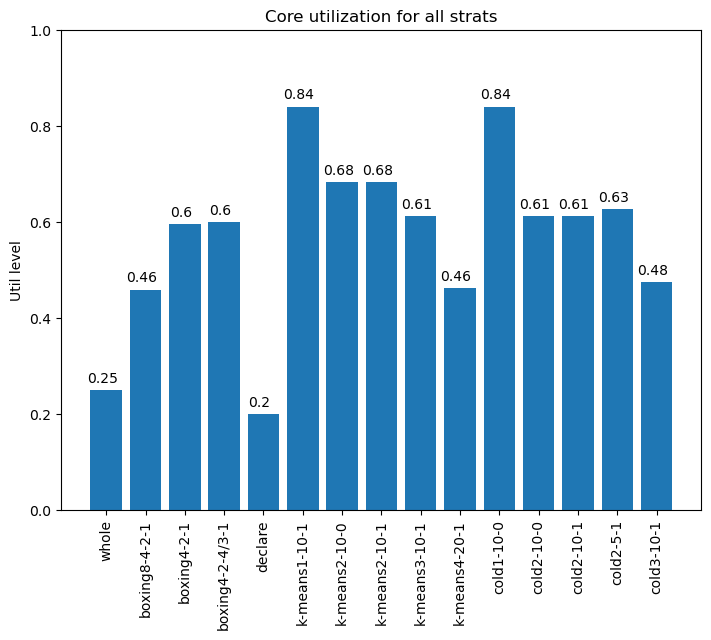 Core utilization for all strats
Util level
1.0
0.8
0.6
0.4
0.2
0.0
0.25
0.46
0.6
0.6
0.2
0.84
0.68
0.68
0.61
0.46
0.84
0.61
0.61
0.63
0.48
whole
boxing8-4-2-1
boxing4-2-1
boxing4-2-4/3-1
declare
k-means1-10-1
k-means2-10-0
k-means2-10-1
k-means3-10-1
k-means4-20-1
cold1-10-0
cold2-10-0
cold2-10-1
cold2-5-1
cold3-10-1